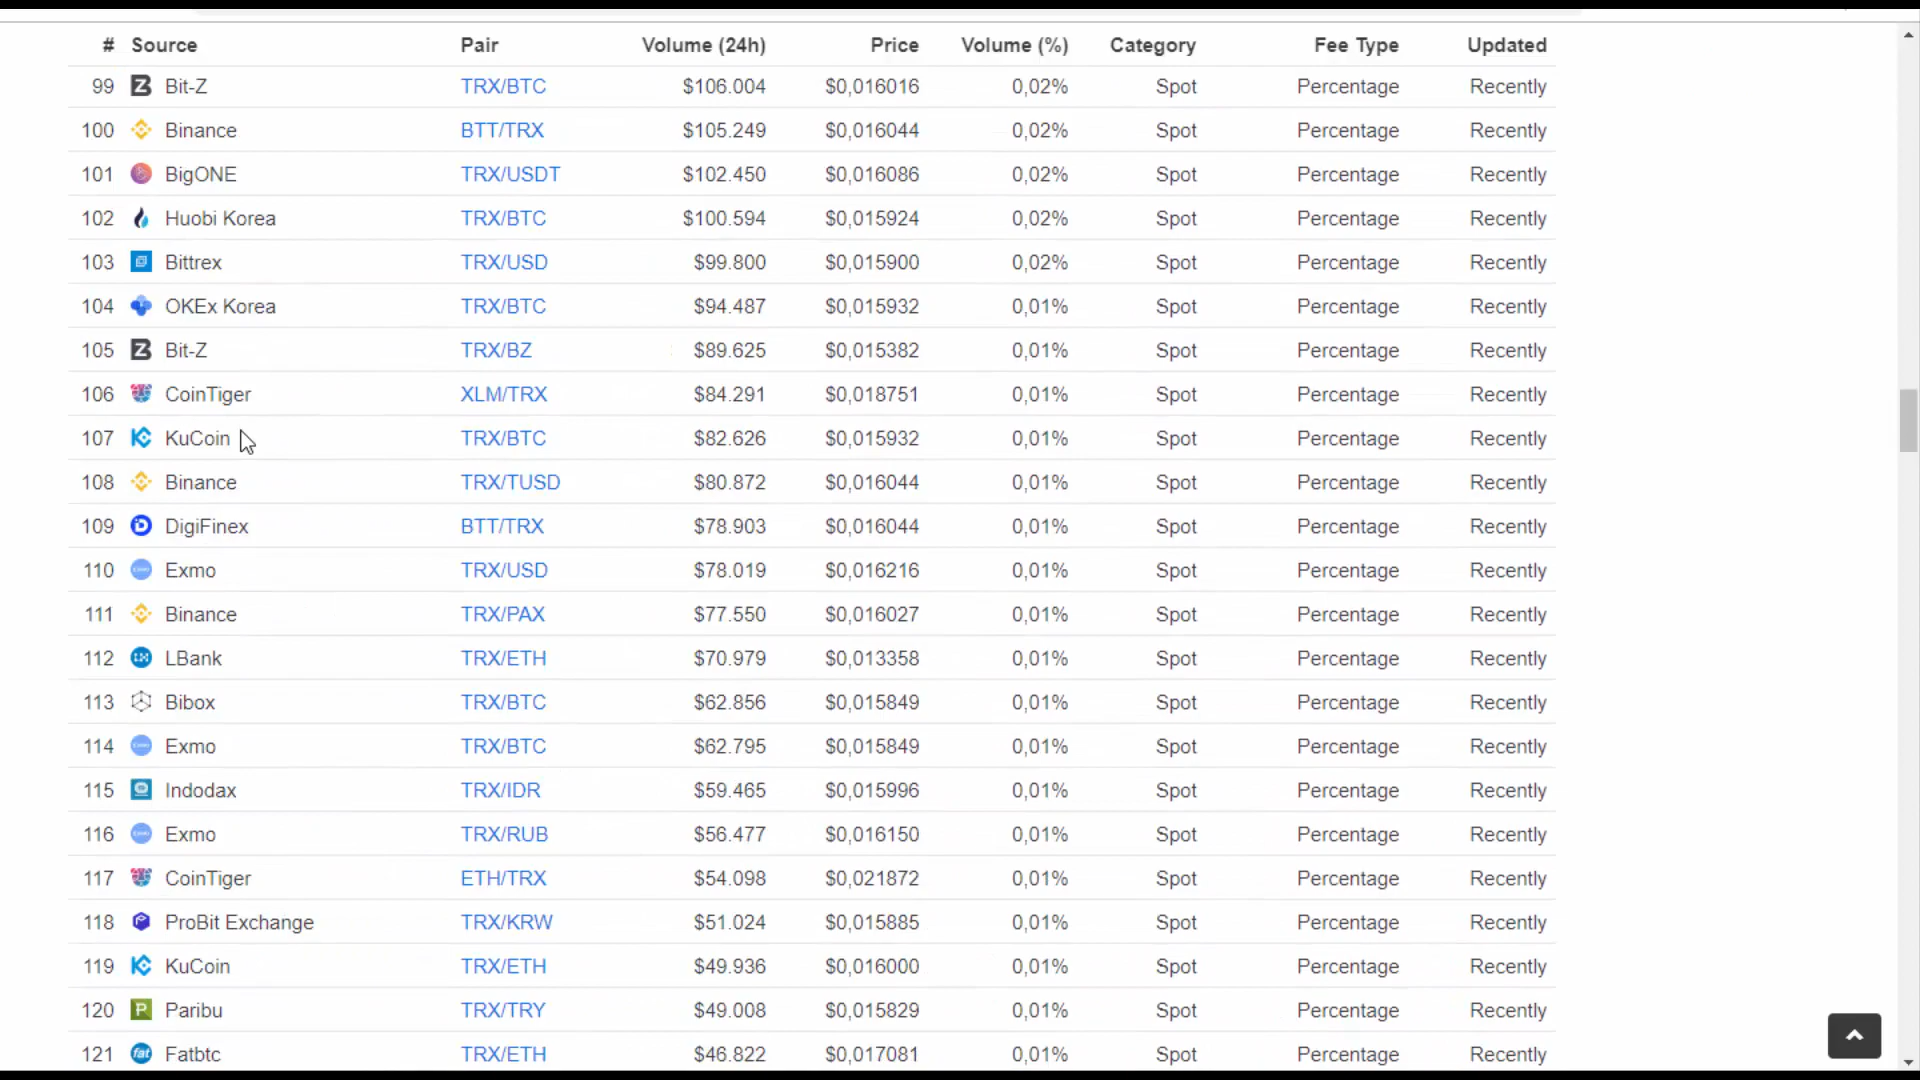 # Source Pair Volume (24h) Price Volume (%) Category Fee Type Updated
99 Bit-Z TRX/BTC $106.004 $0,016016 0,02% Spot Percentage Recently
100 Binance BTT/TRX $105.249 $0,016044 0,02% Spot Percentage Recently
101 BigONE TRX/USDT $102.450 $0,016086 0,02% Spot Percentage Recently
102 Huobi Korea TRX/BTC $100.594 $0,015924 0,02% Spot Percentage Recently
103 Bittrex TRX/USD $99.800 $0,015900 0,02% Spot Percentage Recently
104 OKEx Korea TRX/BTC $94.487 $0,015932 0,01% Spot Percentage Recently
105 Bit-Z TRX/BZ $89.625 $0,015382 0,01% Spot Percentage Recently
106 CoinTiger XLM/TRX $84.291 $0,018751 0,01% Spot Percentage Recently
107 KuCoin TRX/BTC $82.626 $0,015932 0,01% Spot Percentage Recently
108 Binance TRX/TUSD $80.872 $0,016044 0,01% Spot Percentage Recently
109 DigiFinex BTT/TRX $78.903 $0,016044 0,01% Spot Percentage Recently
110 Exmo TRX/USD $78.019 $0,016216 0,01% Spot Percentage Recently
111 Binance TRX/PAX $77.550 $0,016027 0,01% Spot Percentage Recently
112 LBank TRX/ETH $70.979 $0,013358 0,01% Spot Percentage Recently
113 Bibox TRX/BTC $62.856 $0,015849 0,01% Spot Percentage Recently
114 Exmo TRX/BTC $62.795 $0,015849 0,01% Spot Percentage Recently
115 Indodax TRX/IDR $59.465 $0,015996 0,01% Spot Percentage Recently
116 Exmo TRX/RUB $56.477 $0,016150 0,01% Spot Percentage Recently
117 CoinTiger ETH/TRX $54.098 $0,021872 0,01% Spot Percentage Recently
118 ProBit Exchange TRX/KRW $51.024 $0,015885 0,01% Spot Percentage Recently
119 KuCoin TRX/ETH $49.936 $0,016000 0,01% Spot Percentage Recently
120 Paribu TRX/TRY $49.008 $0,015829 0,01% Spot Percentage Recently
121 Fatbtc TRX/ETH $46.822 $0,017081 0,01% Spot Percentage Recently